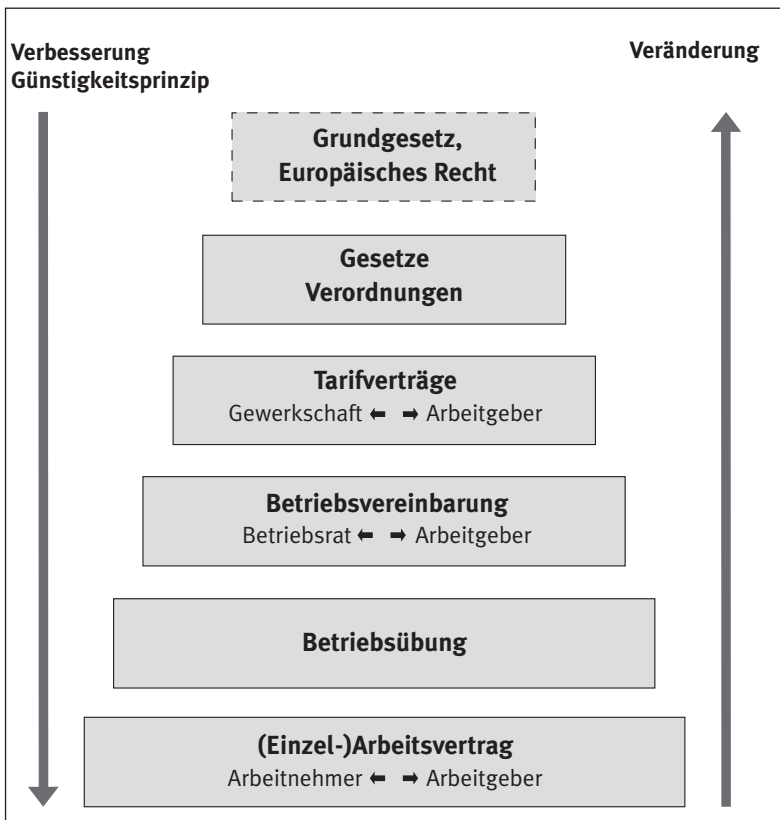 Verbesserung
Günstigkeitsprinzip
Veränderung
Grundgesetz,
Europäisches Recht
Gesetze
Verordnungen
Tarifverträge
Gewerkschaft ⬅ ➡ Arbeitgeber
Betriebsvereinbarung
Betriebsrat ⬅ ➡ Arbeitgeber
Betriebsübung
(Einzel-)Arbeitsvertrag
Arbeitnehmer ⬅ ➡ Arbeitgeber